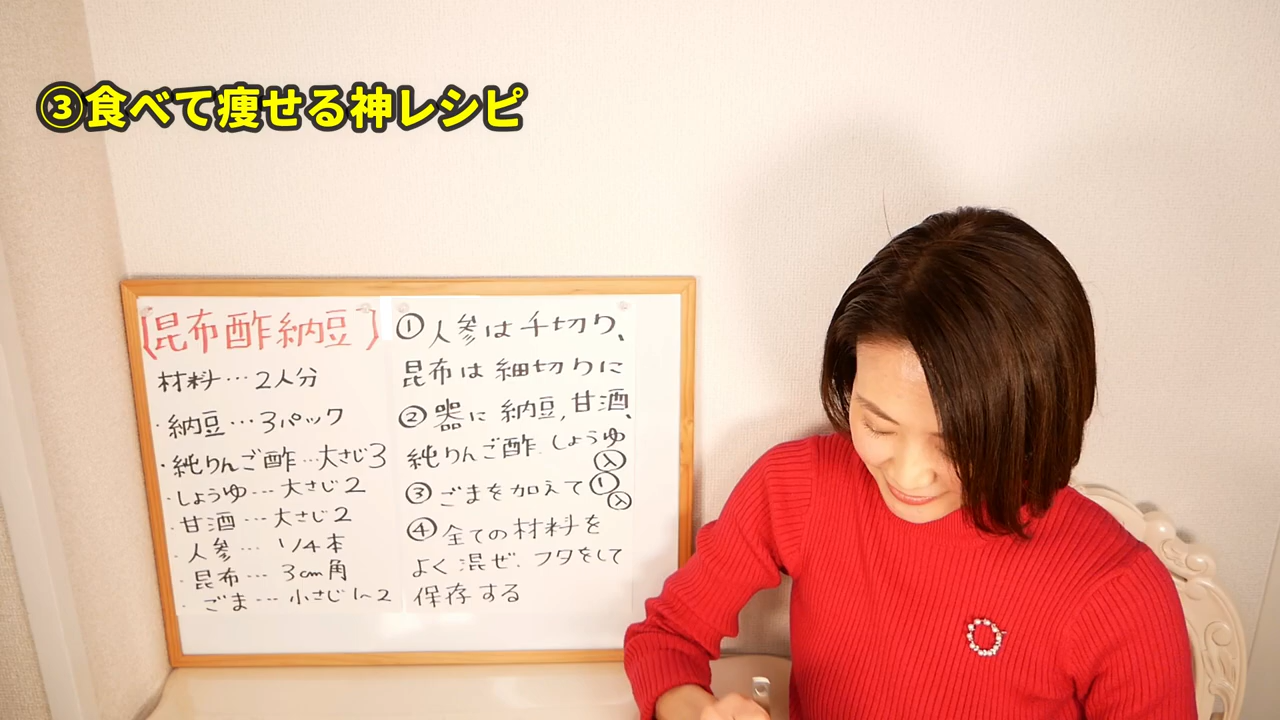 ③食べて痩せる神レシピ
〔昆布酢納豆〕
材料…2人分
・納豆…3パック
・純りんご酢…大さじ3
・しょうゆ…大さじ2
・甘酒…大さじ2
・人参…1/4本
・昆布…3cm角
・ごま…小さじ1~2
①人参は千切り、
昆布は細切りに
②器に納豆,甘酒、
純りんご酢、しょうゆ
入
③ごまを加えて①
入
④全ての材料を
よく混ぜ、フタをして
保存する